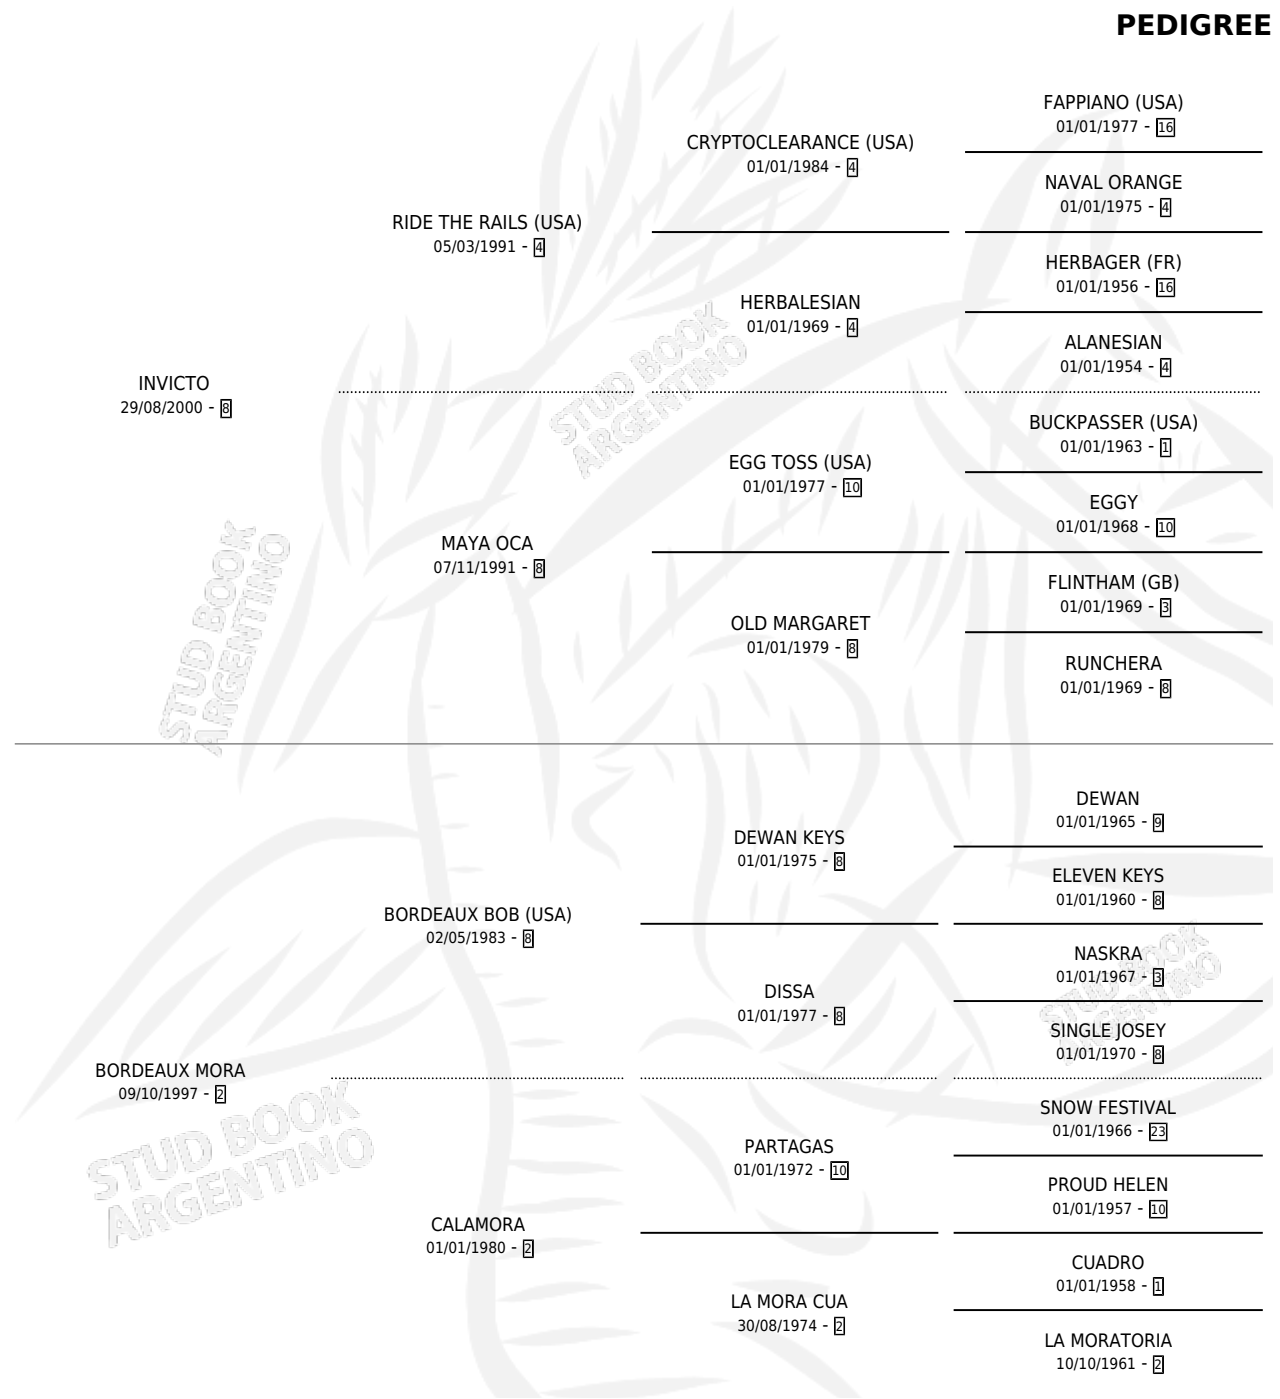 PEDIGREE
FAPPIANO (USA)
01/01/1977 - 16
CRYPTOCLEARANCE (USA)
01/01/1984 - 4
NAVAL ORANGE
01/01/1975 - 4
RIDE THE RAILS (USA)
05/03/1991 - 4
HERBAGER (FR)
01/01/1956 - 16
HERBALESIAN
01/01/1969 - 4
ALANESIAN
01/01/1954 - 4
INVICTO
29/08/2000 - 8
STUD BOOK
ARGENTINO
BUCKPASSER (USA)
01/01/1963 - 1
EGG TOSS (USA)
01/01/1977 - 10
EGGY
01/01/1968 - 10
MAYA OCA
07/11/1991 - 8
FLINTHAM (GB)
01/01/1969 - 3
OLD MARGARET
01/01/1979 - 8
RUNCHERA
01/01/1969 - 8
STUD BOOK
ARGENTINO
DEWAN
01/01/1965 - 9
DEWAN KEYS
01/01/1975 - 8
ELEVEN KEYS
01/01/1960 - 8
BORDEAUX BOB (USA)
02/05/1983 - 8
NASKRA
01/01/1967 - 3
DISSA
01/01/1977 - 8
STUD BOOK
ARGENTINO
SINGLE JOSEY
01/01/1970 - 8
BORDEAUX MORA
09/10/1997 - 2
STUD BOOK
ARGENTINO
SNOW FESTIVAL
01/01/1966 - 23
PARTAGAS
01/01/1972 - 10
PROUD HELEN
01/01/1957 - 10
CALAMORA
01/01/1980 - 2
CUADRO
01/01/1958 - 1
LA MORA CUA
30/08/1974 - 2
LA MORATORIA
10/10/1961 - 2